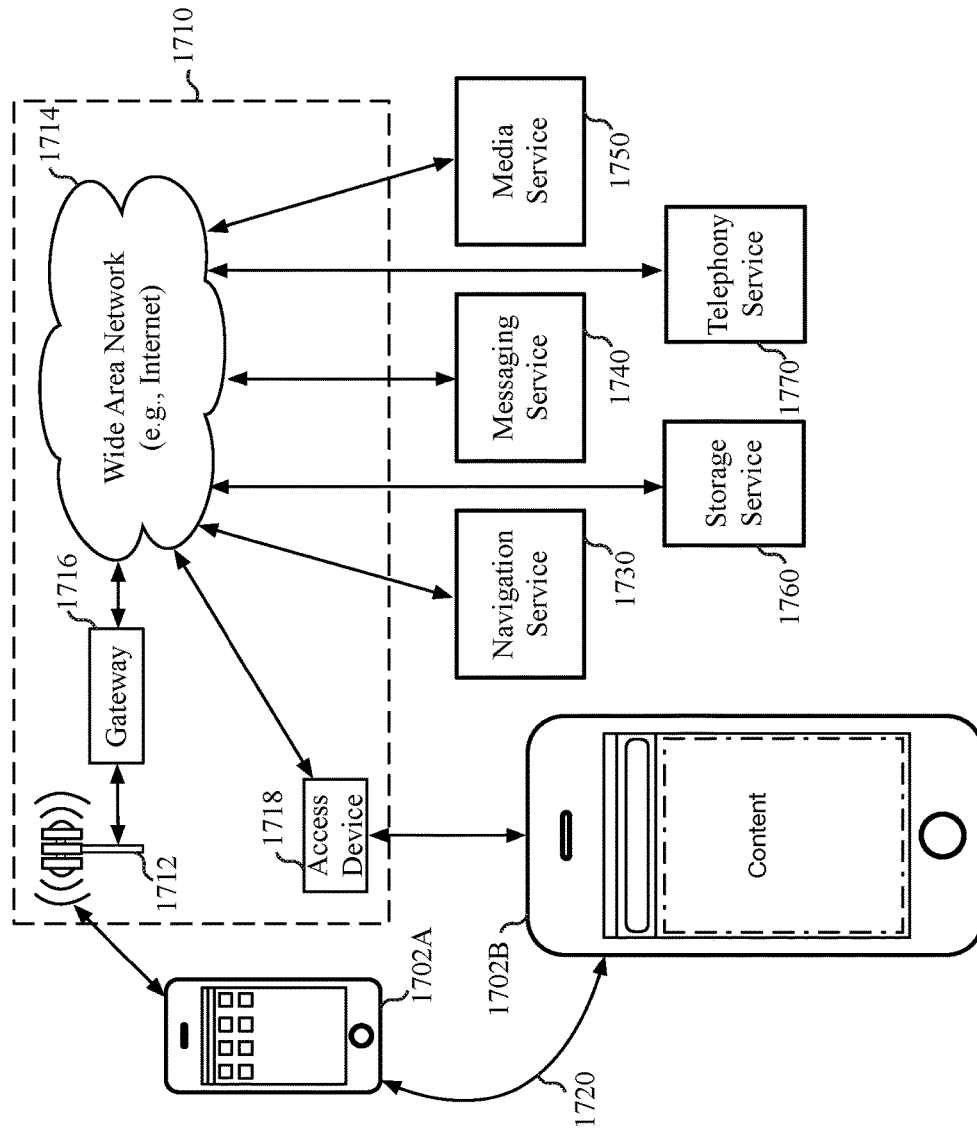 1710
1714
Wide Area Network
(e.g., Internet)
1716
Gateway
1712
1718
Access
Device
Media
Service
1750
Telephony
Service
1770
Messaging
Service
1740
Storage
Service
1760
Navigation
Service
1730
1702A
1702B
Content
1720